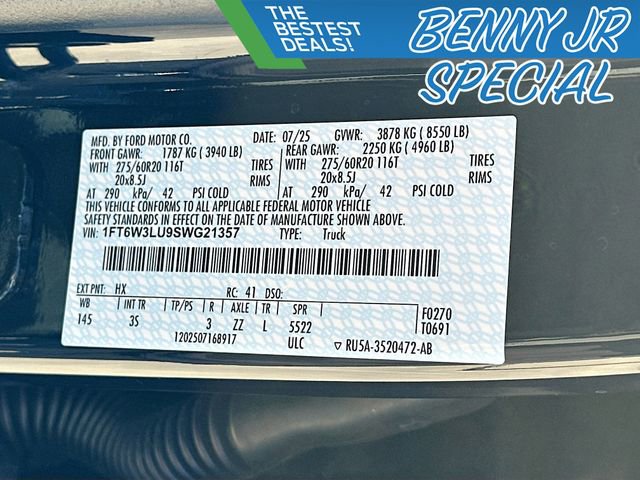 THE BESTEST DEALS!
BENNY JR
SPECIAL
MFD. BY FORD MOTOR CO. DATE: 07/25 GVWR: 3878 KG ( 8550 LB)
FRONT GAWR: 1787 KG ( 3940 LB) REAR GAWR: 2250 KG ( 4960 LB)
WITH 275/60R20 116T TIRES WITH 275/60R20 116T TIRES
20x8.5J RIMS 20x8.5J RIMS
AT 290 kPa/ 42 PSI COLD AT 290 kPa/ 42 PSI COLD
THIS VEHICLE CONFORMS TO ALL APPLICABLE FEDERAL MOTOR VEHICLE
SAFETY STANDARDS IN EFFECT ON THE DATE OF MANUFACTURE SHOWN ABOVE.
VIN: 1FT6W3LU9SWG21357 TYPE: Truck
EXT PNT: HX RC: 41 DSO:
WB INT TR TP/PS R AXLE TR SPR F0270
145 3S 3 ZZ L 5522 T0691
1202507168917 ULC ▽ RU5A-3520472-AB